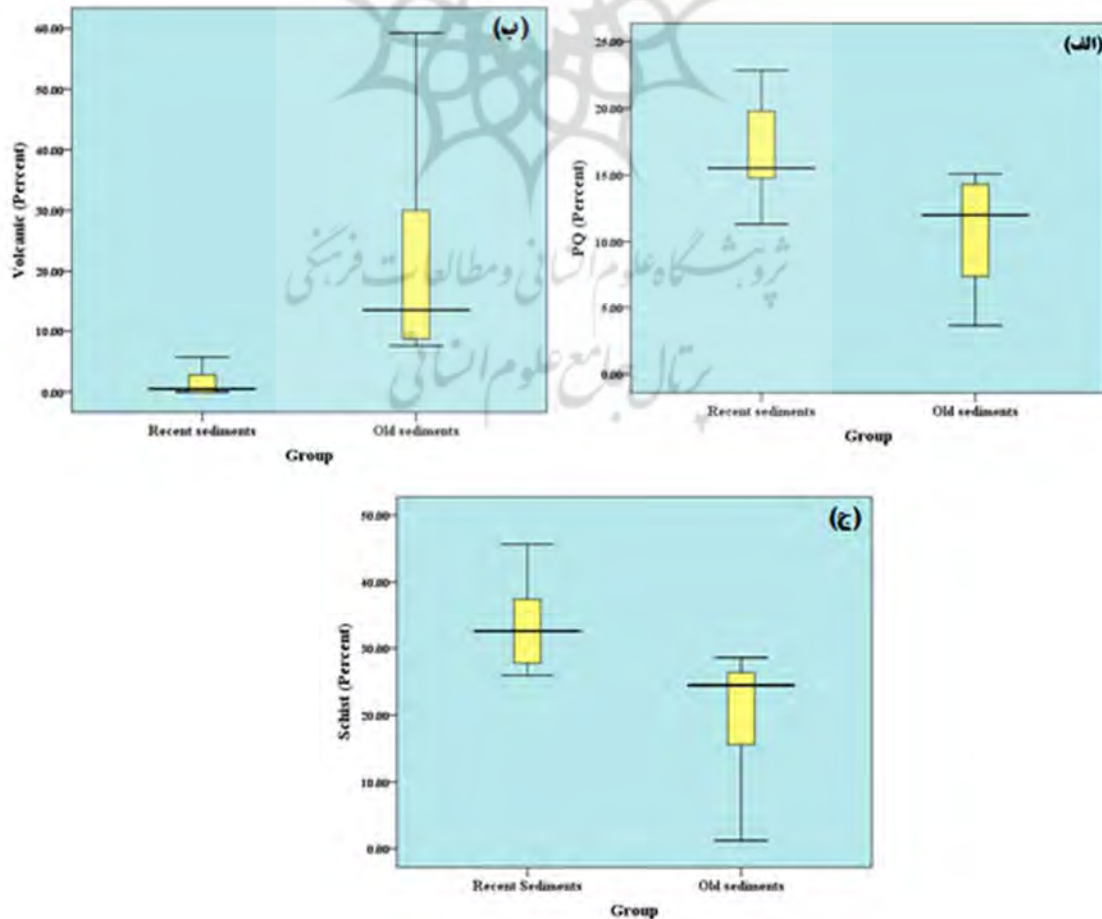 (الف)
25.00
20.00
15.00
10.00
5.00
0.00
PQ (Percent)
Recent sediments
Old sediments
Group
(ب)
60.00
50.00
40.00
30.00
20.00
10.00
0.00
Volcanic (Percent)
Recent sediments
Old sediments
Group
پژوهشگاه علوم انسانی و مطالعات فرهنگی
پرتال جامع علوم انسانی
(ج)
50.00
40.00
30.00
20.00
10.00
0.00
Schist (Percent)
Recent Sediments
Old sediments
Group